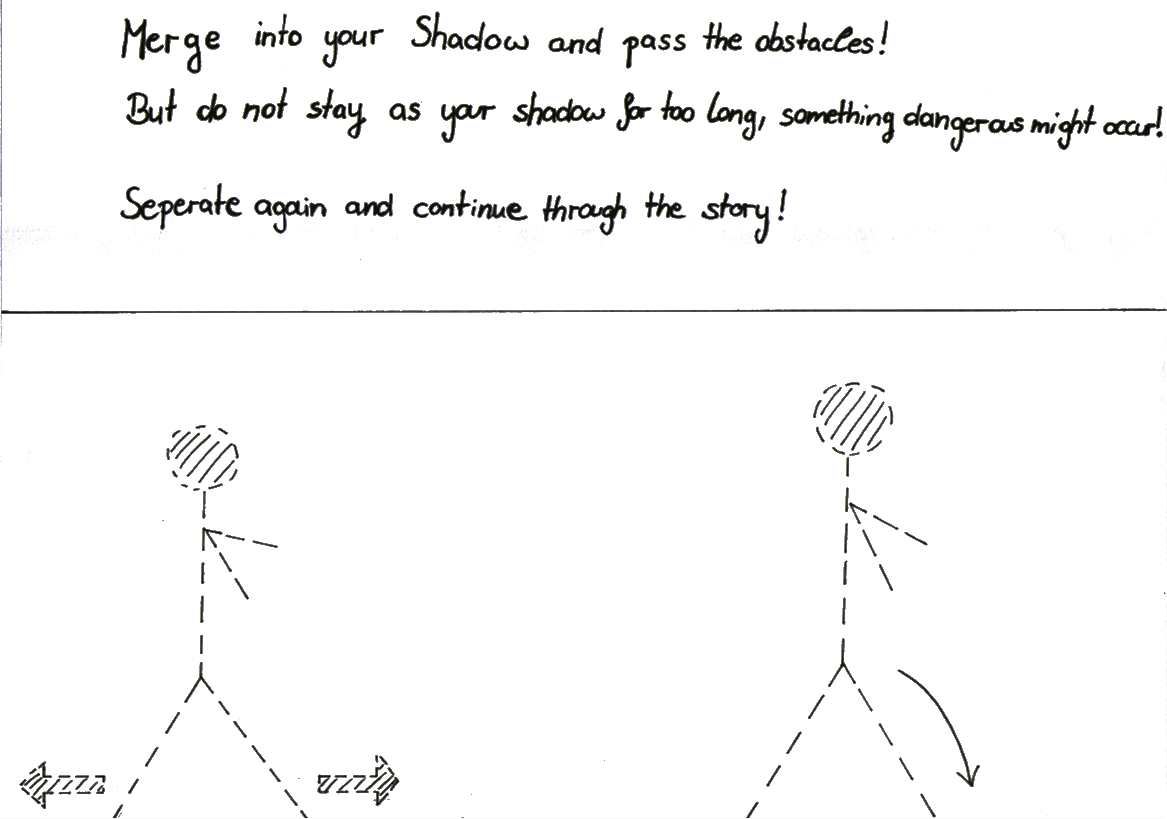 Merge into your Shadow and pass the obstacles!
But do not stay as your shadow for too long, something dangerous might occur!
Seperate again and continue through the story!